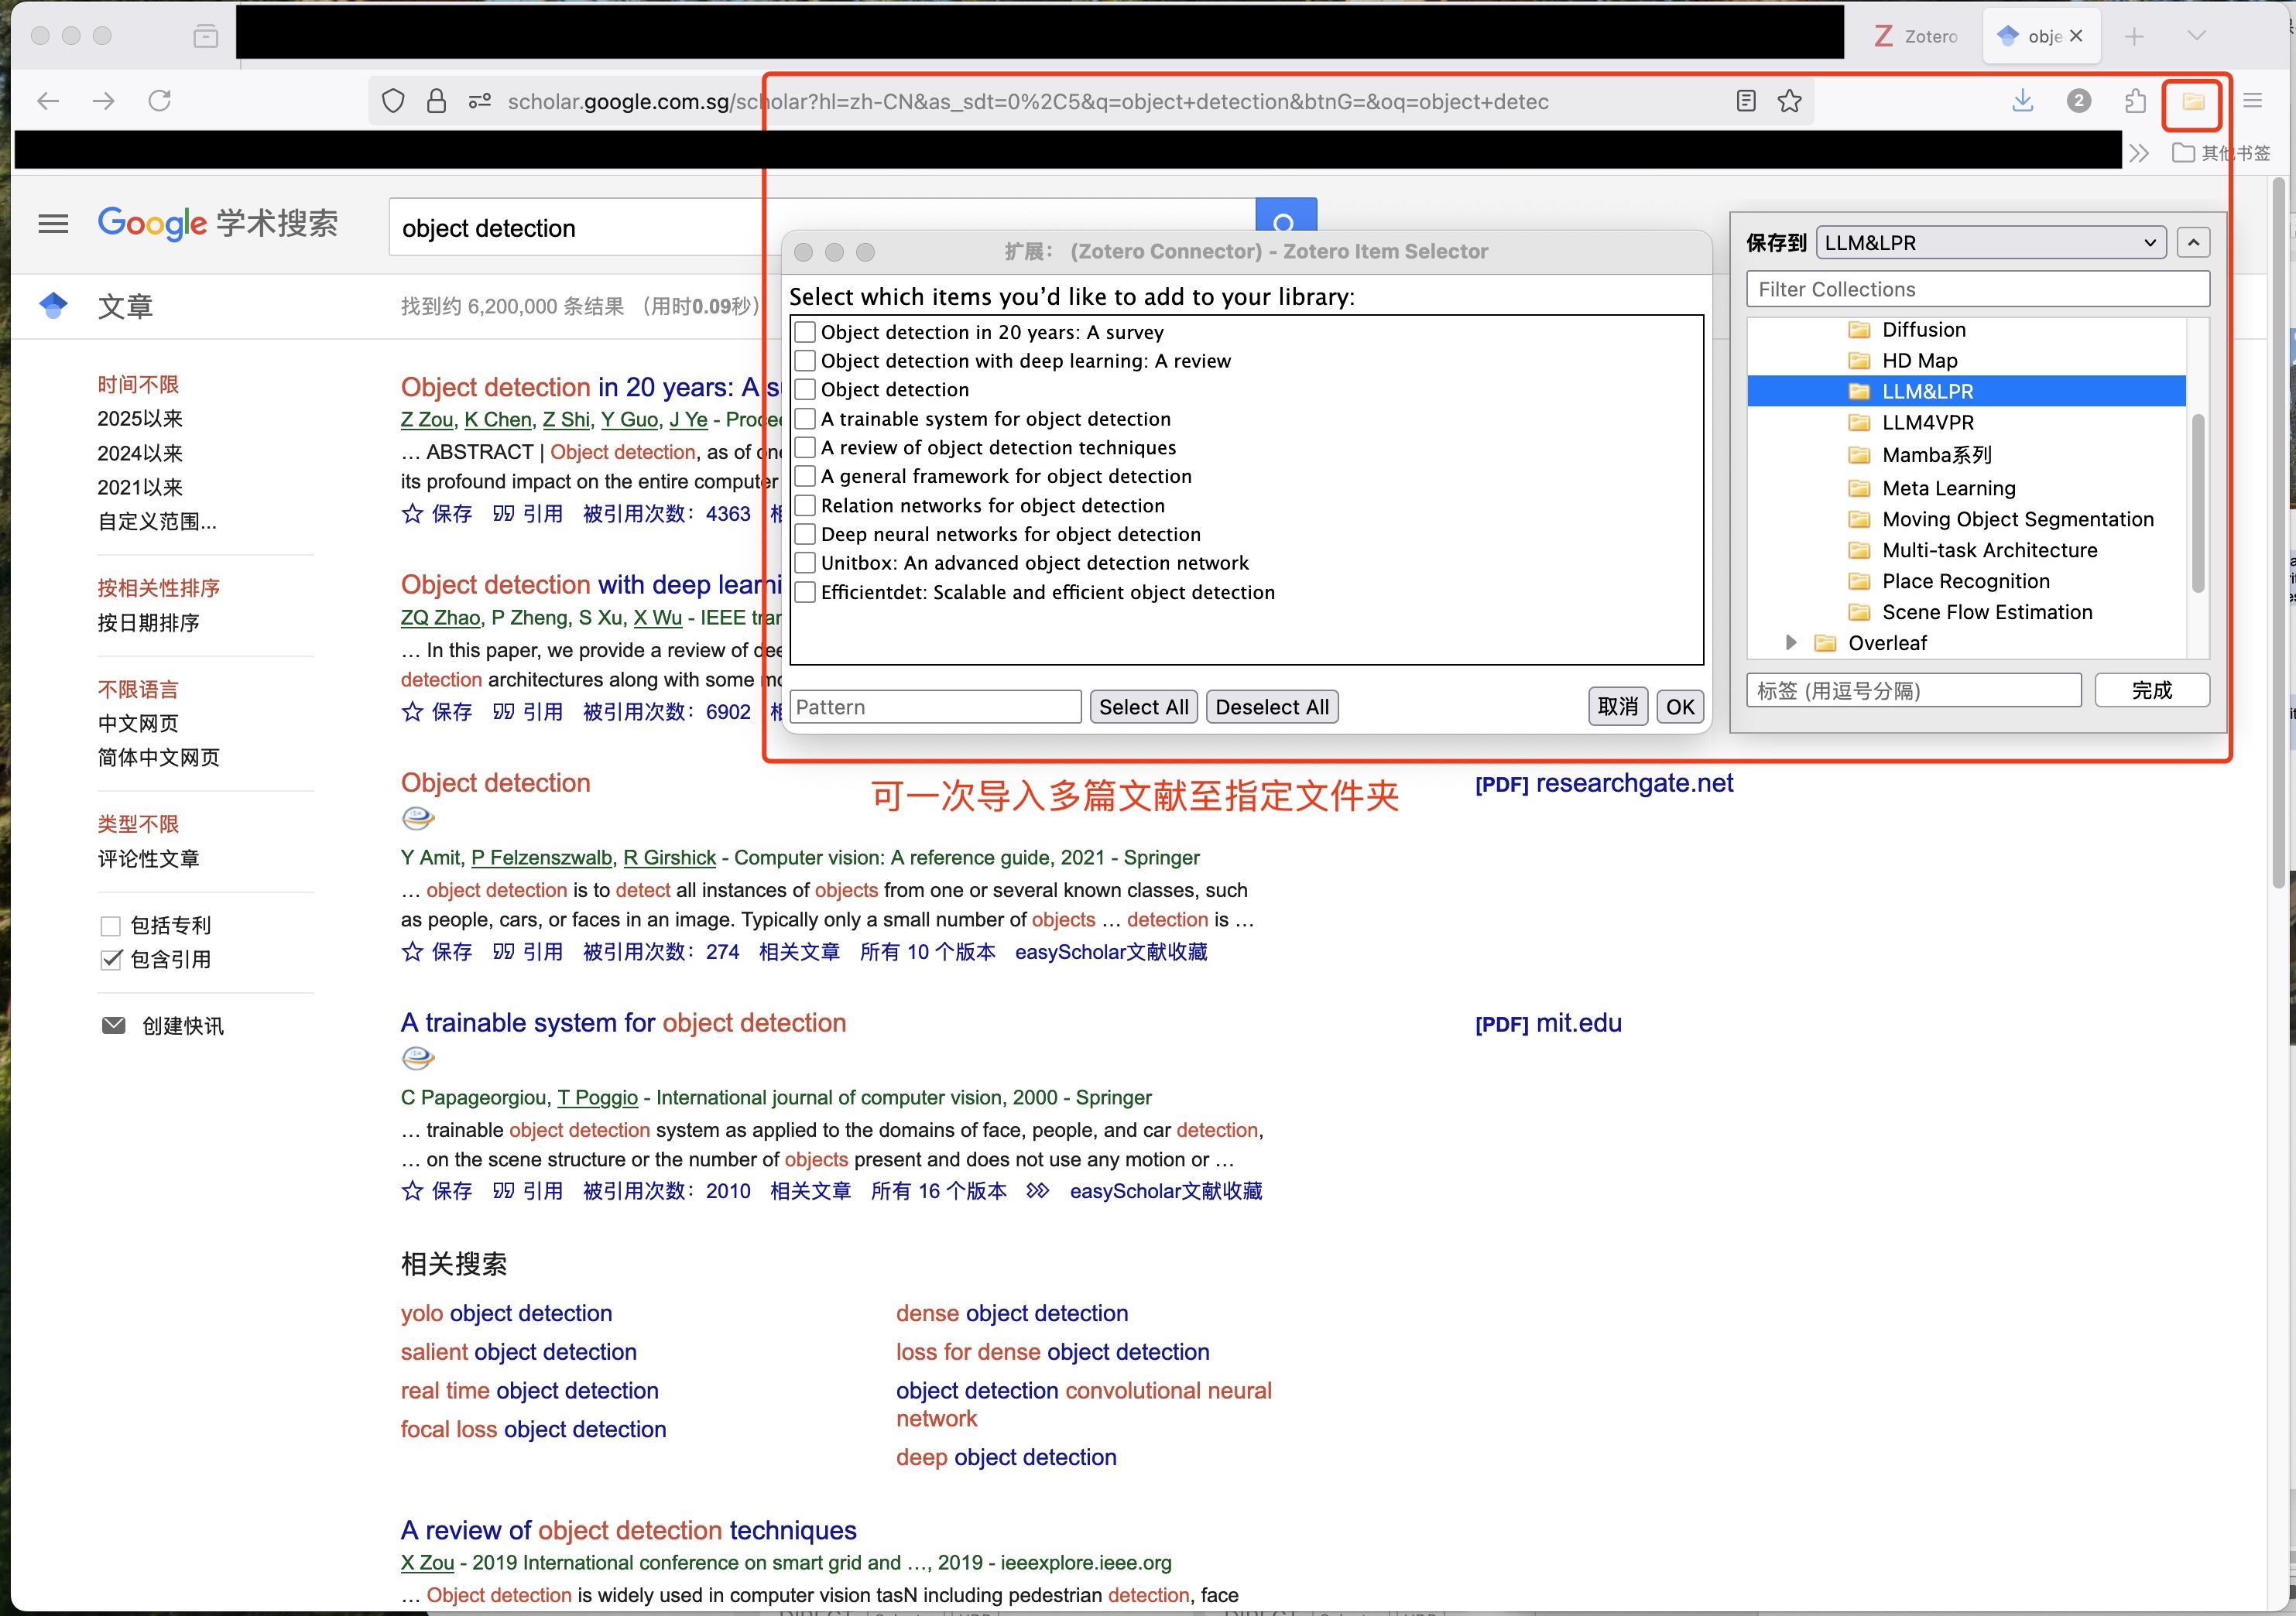 Zotero
obje
scholar.google.com.sg/scholar?hl=zh-CN&as_sdt=0%2C5&q=object+detection&btnG=&oq=object+detec
2
其他书签
Google 学术搜索
object detection
文章
找到约 6,200,000 条结果 （用时0.09秒）
时间不限
2025以来
2024以来
2021以来
自定义范围...
按相关性排序
按日期排序
不限语言
中文网页
简体中文网页
类型不限
评论性文章
包括专利
包含引用
创建快讯
Object detection in 20 years: A s
Z Zou, K Chen, Z Shi, Y Guo, J Ye - Procee
… ABSTRACT | Object detection, as of one
its profound impact on the entire computer
保存 引用 被引用次数：4363
Object detection with deep learni
ZQ Zhao, P Zheng, S Xu, X Wu - IEEE tran
… In this paper, we provide a review of dee
detection architectures along with some mo
保存 引用 被引用次数：6902
扩展： (Zotero Connector) - Zotero Item Selector
Select which items you’d like to add to your library:
Object detection in 20 years: A survey
Object detection with deep learning: A review
Object detection
A trainable system for object detection
A review of object detection techniques
A general framework for object detection
Relation networks for object detection
Deep neural networks for object detection
Unitbox: An advanced object detection network
Efficientdet: Scalable and efficient object detection
Pattern
Select All
Deselect All
取消
OK
保存到 LLM&LPR
Filter Collections
Diffusion
HD Map
LLM&LPR
LLM4VPR
Mamba系列
Meta Learning
Moving Object Segmentation
Multi-task Architecture
Place Recognition
Scene Flow Estimation
Overleaf
标签 (用逗号分隔)
完成
可一次导入多篇文献至指定文件夹
Object detection
[PDF] researchgate.net
Y Amit, P Felzenszwalb, R Girshick - Computer vision: A reference guide, 2021 - Springer
… object detection is to detect all instances of objects from one or several known classes, such
as people, cars, or faces in an image. Typically only a small number of objects … detection is …
保存 引用 被引用次数：274 相关文章 所有 10 个版本 easyScholar文献收藏
A trainable system for object detection
[PDF] mit.edu
C Papageorgiou, T Poggio - International journal of computer vision, 2000 - Springer
… trainable object detection system as applied to the domains of face, people, and car detection,
… on the scene structure or the number of objects present and does not use any motion or …
保存 引用 被引用次数：2010 相关文章 所有 16 个版本 easyScholar文献收藏
相关搜索
yolo object detection
salient object detection
real time object detection
focal loss object detection
dense object detection
loss for dense object detection
object detection convolutional neural
network
deep object detection
A review of object detection techniques
X Zou - 2019 International conference on smart grid and …, 2019 - ieeexplore.ieee.org
… Object detection is widely used in computer vision tasN including pedestrian detection, face